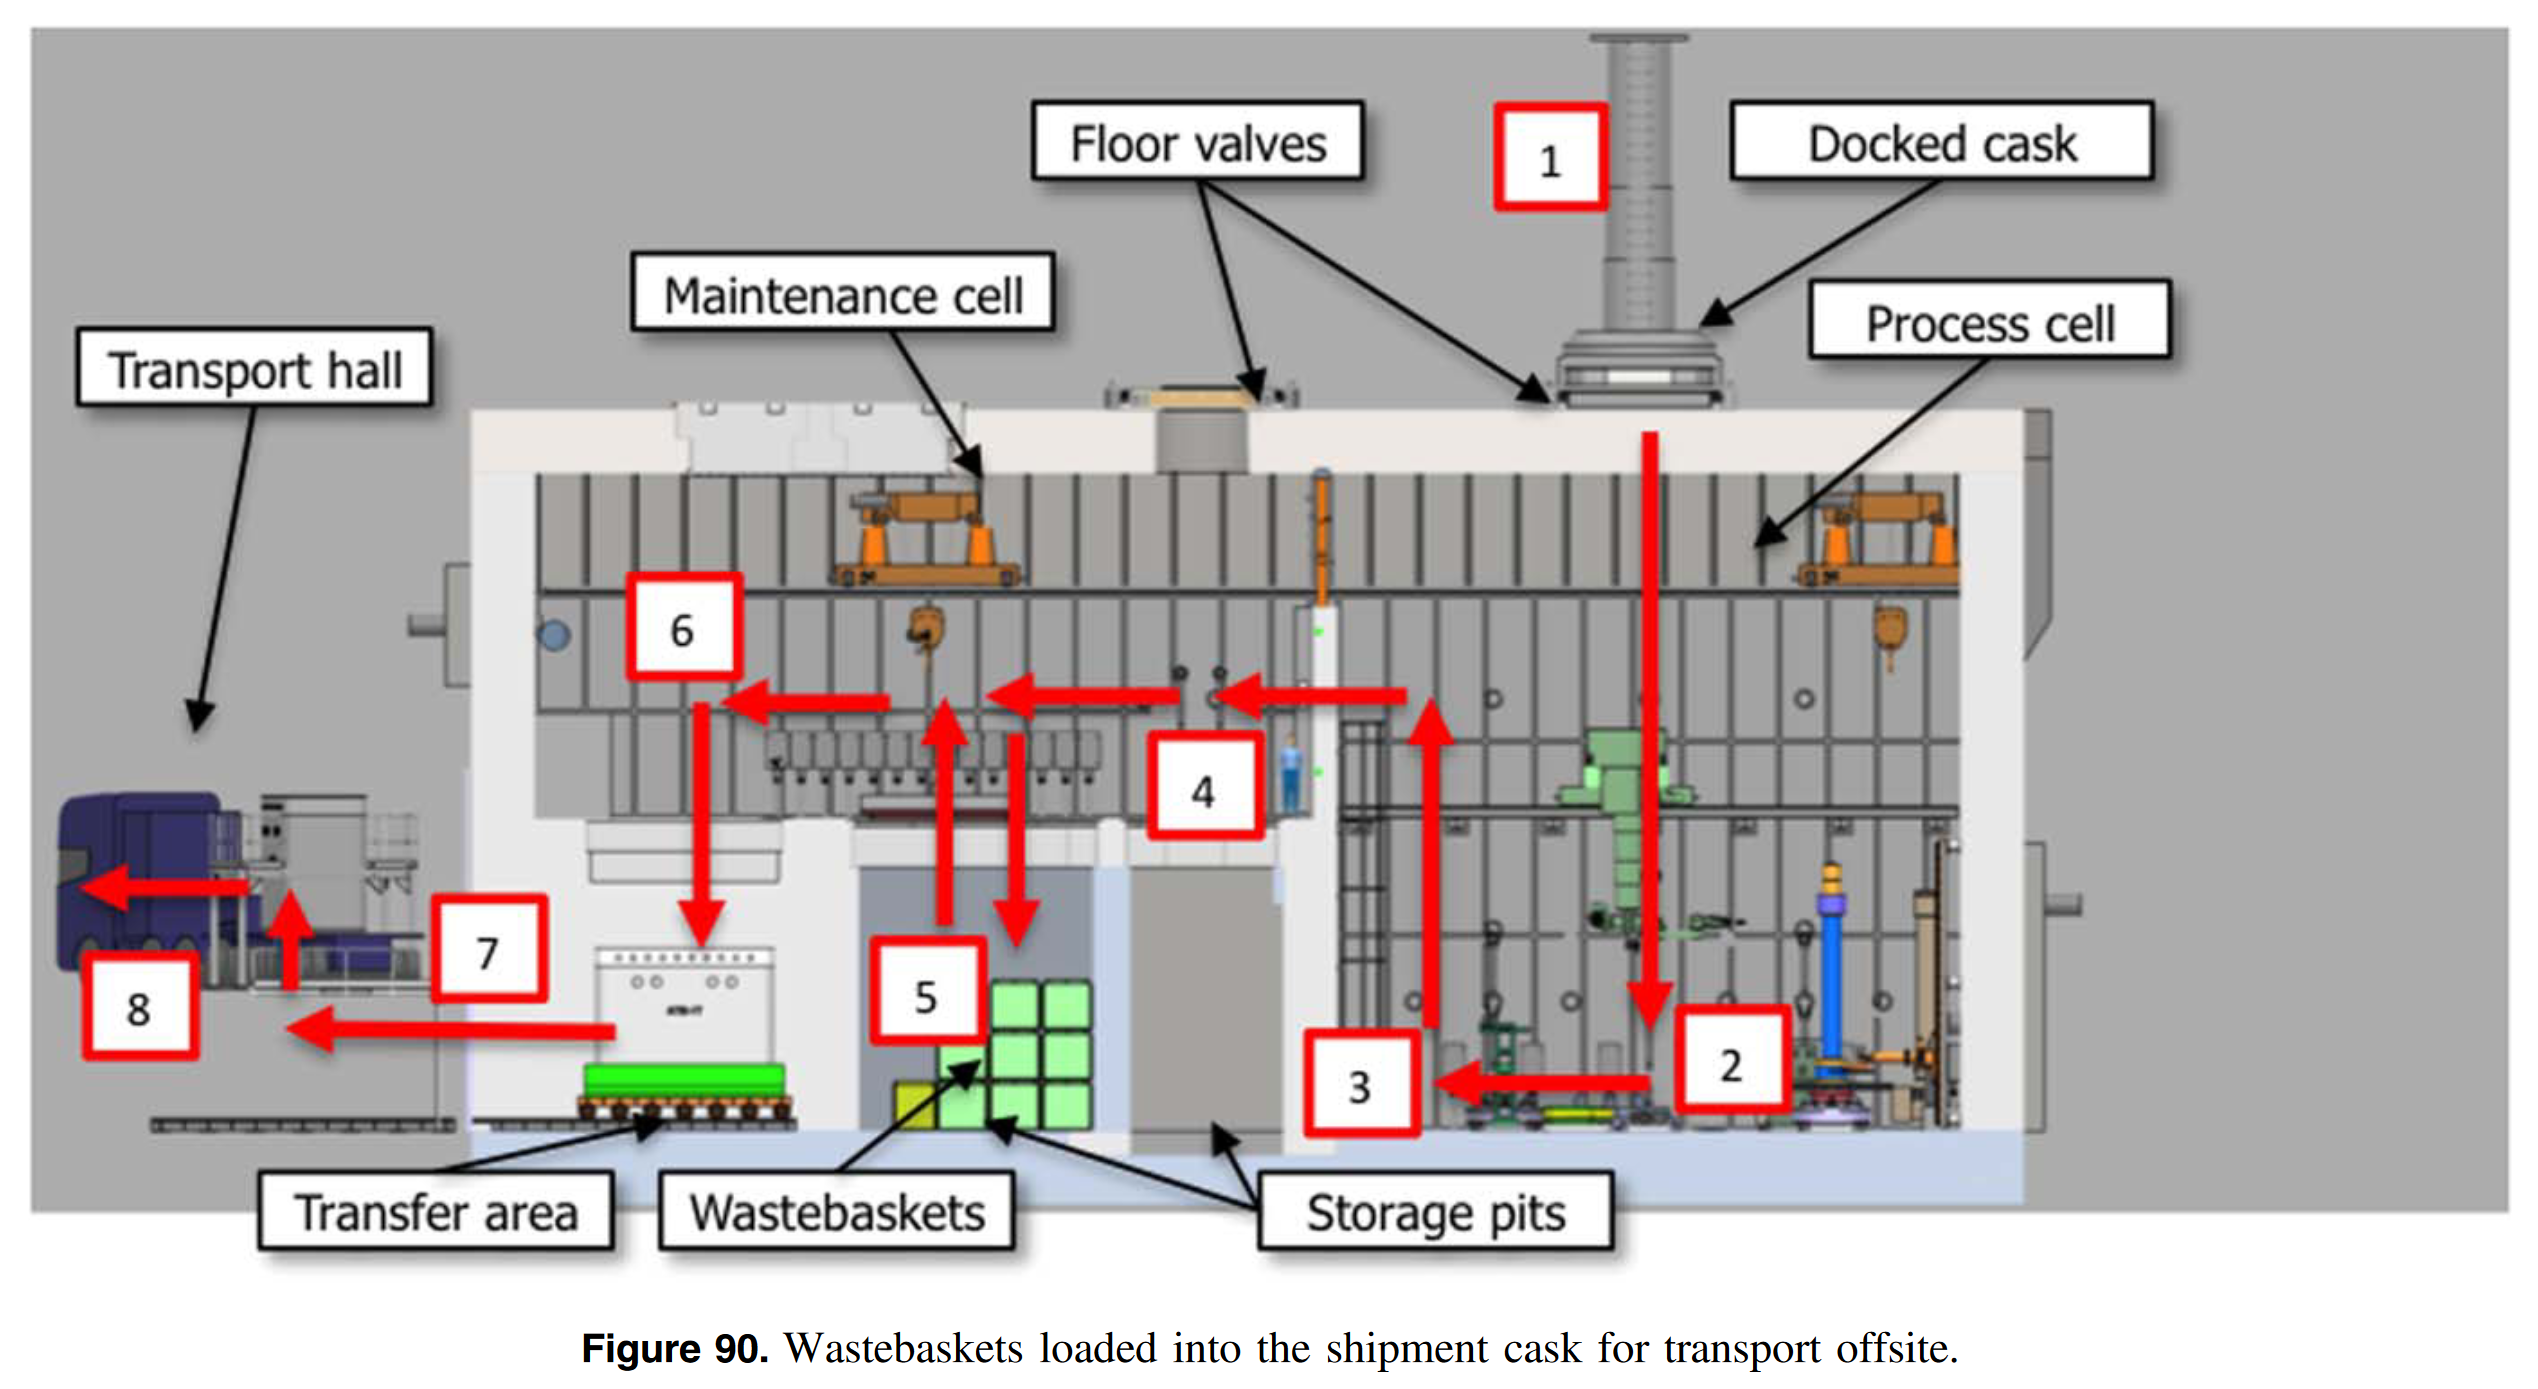 Floor valves
1
Docked cask
Maintenance cell
Process cell
Transport hall
6
4
7
5
8
3
2
Transfer area
Wastebaskets
Storage pits
Figure 90. Wastebaskets loaded into the shipment cask for transport offsite.